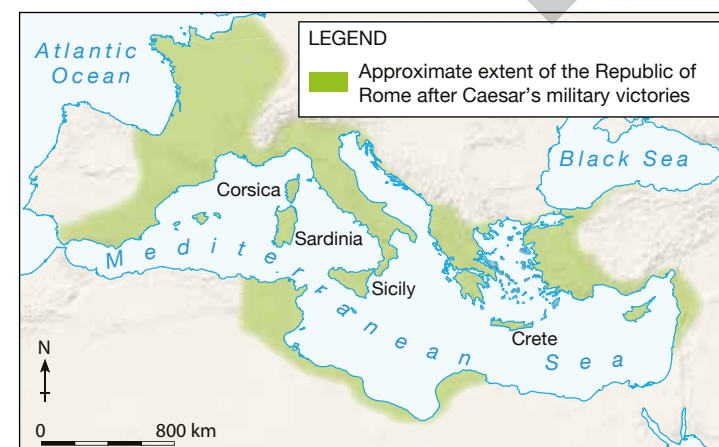 LEGEND
Approximate extent of the Republic of
Rome after Caesar's military victories
Atlantic
Ocean
Black Sea
Corsica
Sardinia
Sicily
Mediterranean Sea
Crete
N
0 800 km